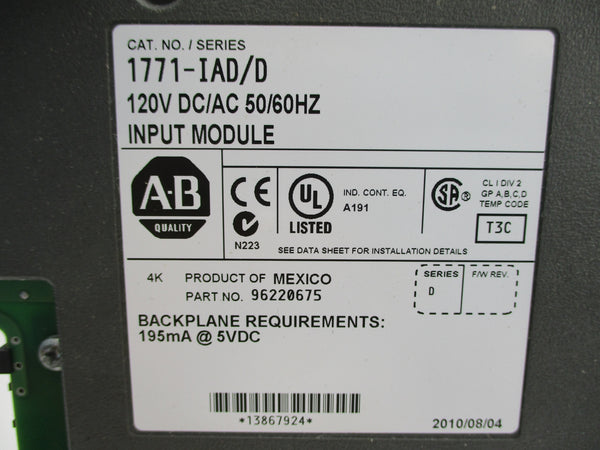 CAT. NO. / SERIES
1771-IAD/D
120V DC/AC 50/60HZ
INPUT MODULE
A-B
QUALITY
CE
N223
UL
LISTED
IND. CONT. EQ.
A191
SA
CL I DIV 2
GP A,B,C,D
TEMP CODE
T3C
SEE DATA SHEET FOR INSTALLATION DETAILS
4K PRODUCT OF MEXICO
PART NO. 96220675
SERIES F/W REV.
D
BACKPLANE REQUIREMENTS:
195mA @ 5VDC
*13867924*
2010/08/04